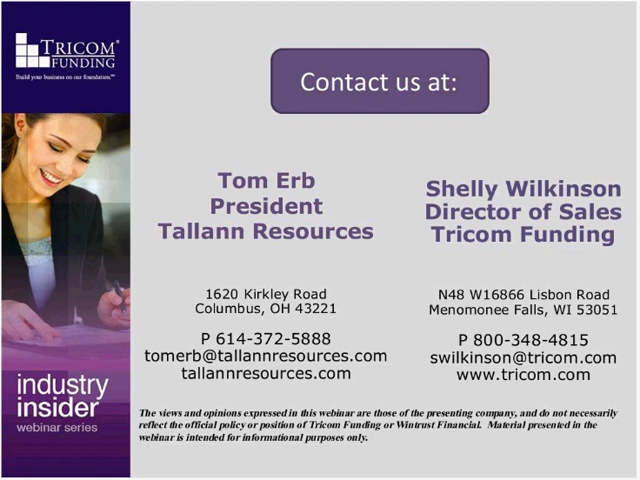 TRICOM®
FUNDING
Build your business on our foundation.℠
Contact us at:
Tom Erb
President
Tallann Resources
1620 Kirkley Road
Columbus, OH 43221
P 614-372-5888
tomerb@tallannresources.com
tallannresources.com
Shelly Wilkinson
Director of Sales
Tricom Funding
N48 W16866 Lisbon Road
Menomonee Falls, WI 53051
P 800-348-4815
swilkinson@tricom.com
www.tricom.com
industry
insider
webinar series
The views and opinions expressed in this webinar are those of the presenting company, and do not necessarily
reflect the official policy or position of Tricom Funding or Wintrust Financial.  Material presented in the
webinar is intended for informational purposes only.